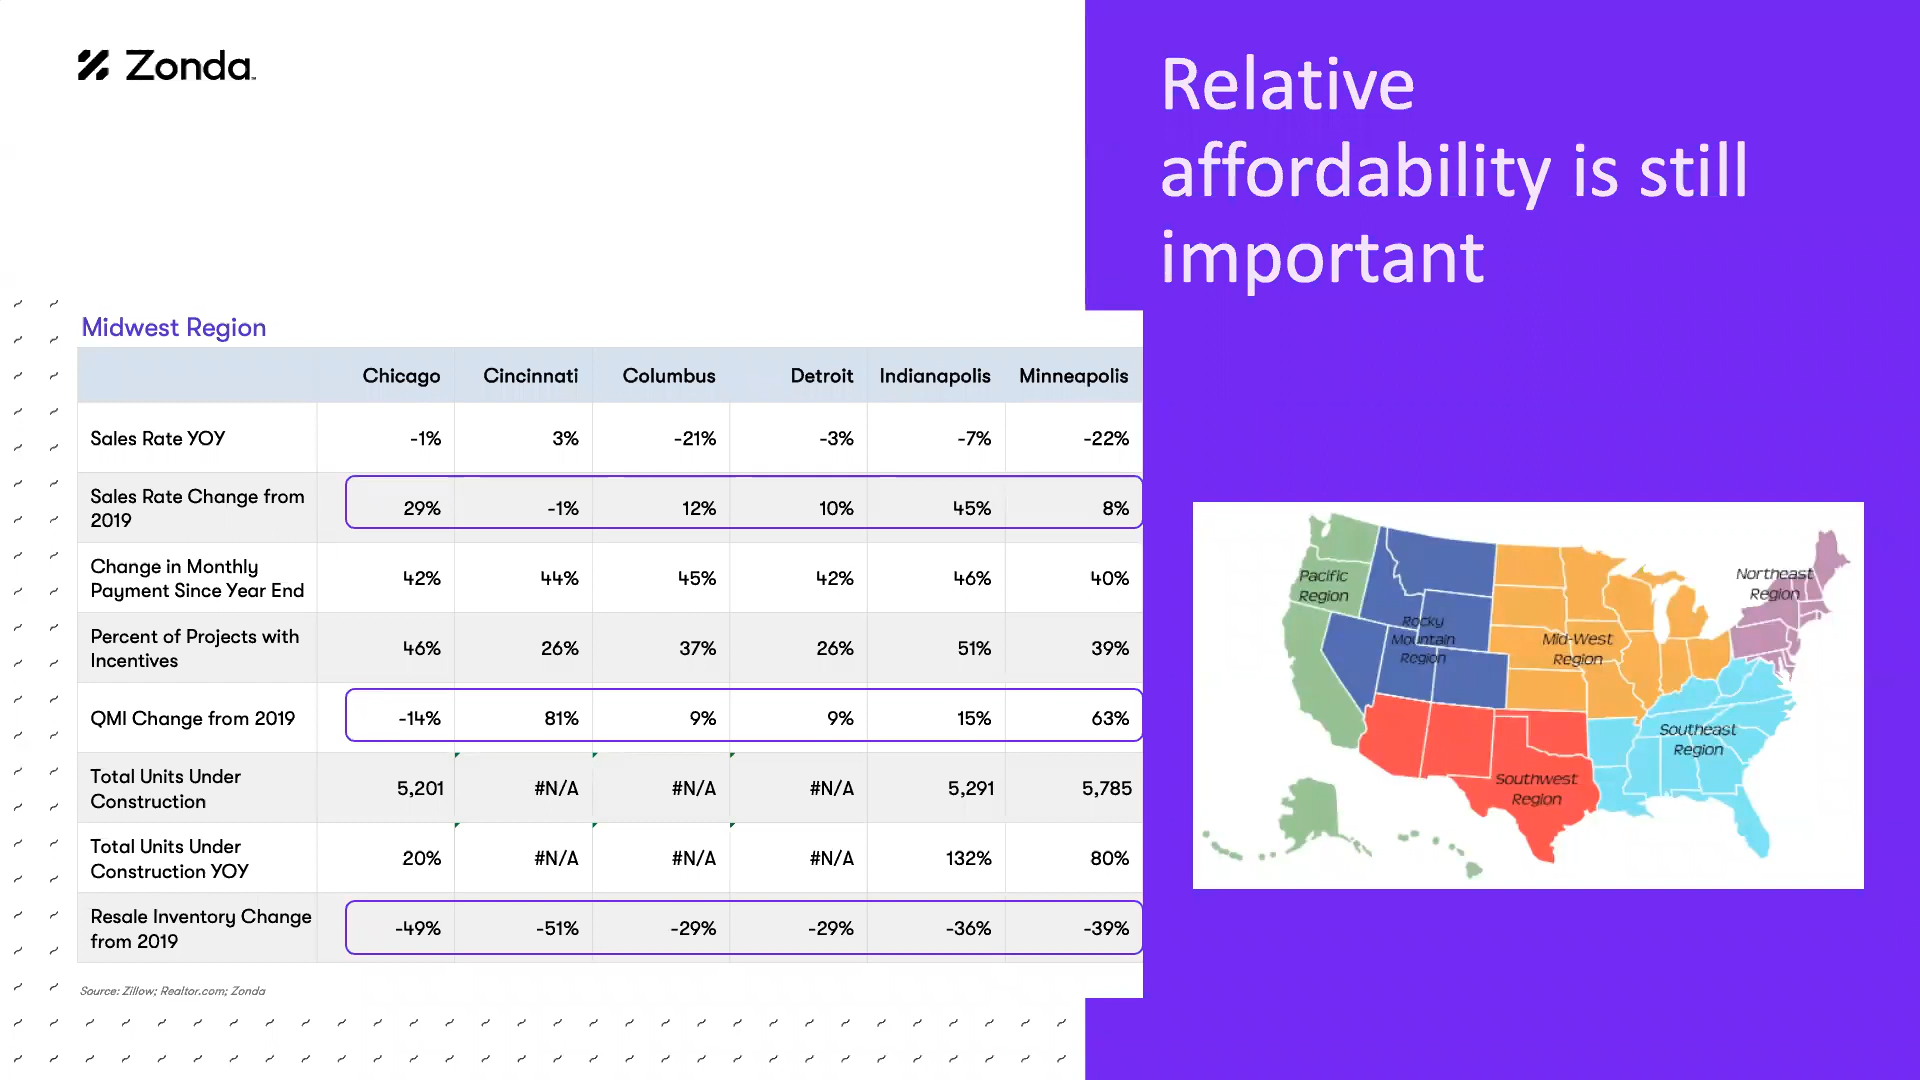 Zonda
Relative
affordability is still
important
Midwest Region
Chicago Cincinnati Columbus Detroit Indianapolis Minneapolis
Sales Rate YOY -1% 3% -21% -3% -7% -22%
Sales Rate Change from
2019 29% -1% 12% 10% 45% 8%
Change in Monthly
Payment Since Year End 42% 44% 45% 42% 46% 40%
Percent of Projects with
Incentives 46% 26% 37% 26% 51% 39%
QMI Change from 2019 -14% 81% 9% 9% 15% 63%
Total Units Under
Construction 5,201 #N/A #N/A #N/A 5,291 5,785
Total Units Under
Construction YOY 20% #N/A #N/A #N/A 132% 80%
Resale Inventory Change
from 2019 -49% -51% -29% -29% -36% -39%
Source: Zillow; Realtor.com; Zonda
Pacific
Region
Rocky
Mountain
Region
Mid-West
Region
Northeast
Region
Southeast
Region
Southwest
Region